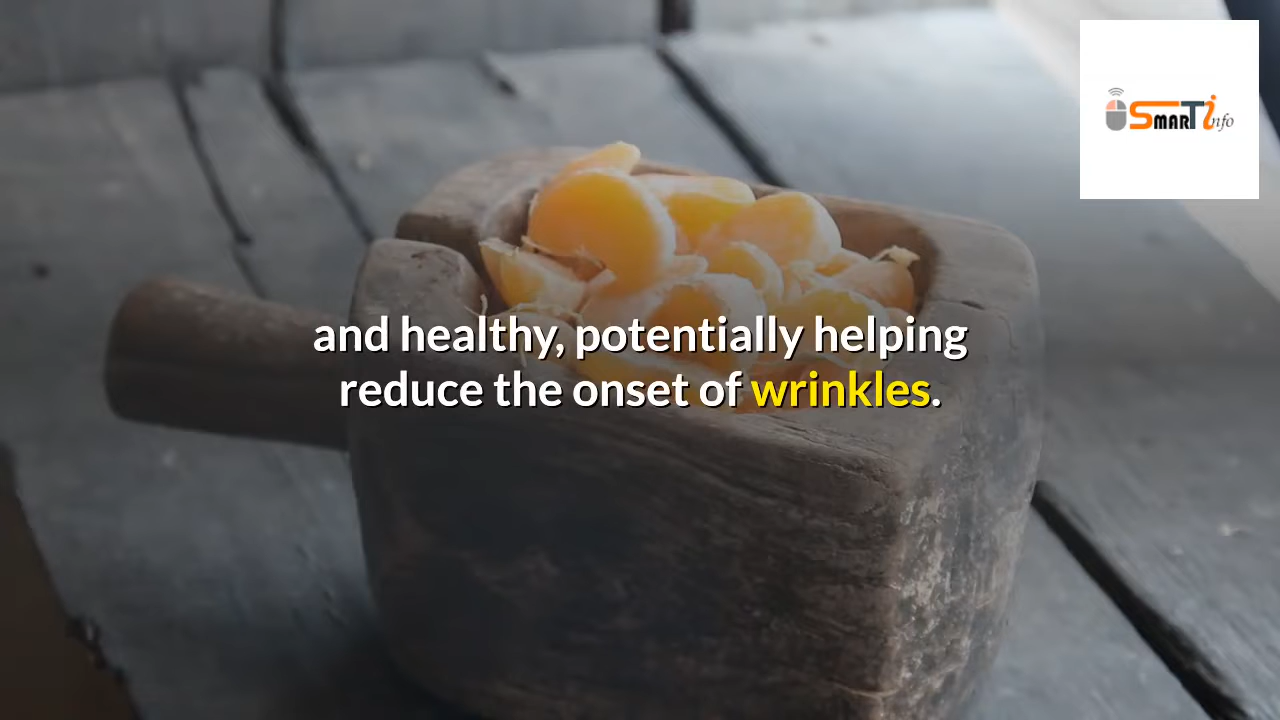 SMARTinfo
and healthy, potentially helping
reduce the onset of wrinkles.